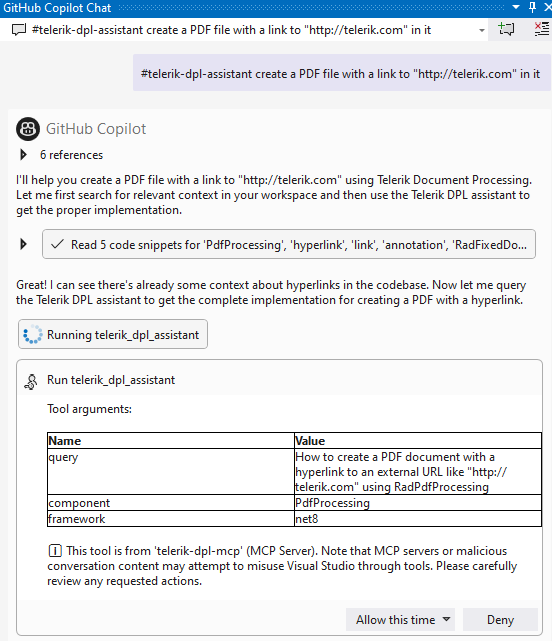 GitHub Copilot Chat
#telerik-dpl-assistant create a PDF file with a link to "http://telerik.com" in it
#telerik-dpl-assistant create a PDF file with a link to "http://telerik.com" in it
GitHub Copilot
6 references
I'll help you create a PDF file with a link to "http://telerik.com" using Telerik Document Processing.
Let me first search for relevant context in your workspace and then use the Telerik DPL assistant to
get the proper implementation.
Read 5 code snippets for 'PdfProcessing', 'hyperlink', 'link', 'annotation', 'RadFixedDo...
Great! I can see there's already some context about hyperlinks in the codebase. Now let me query
the Telerik DPL assistant to get the complete implementation for creating a PDF with a hyperlink.
Running telerik_dpl_assistant
Run telerik_dpl_assistant
Tool arguments:
Name Value
query How to create a PDF document with a
hyperlink to an external URL like "http://
telerik.com" using RadPdfProcessing
component PdfProcessing
framework net8
This tool is from 'telerik-dpl-mcp' (MCP Server). Note that MCP servers or malicious
conversation content may attempt to misuse Visual Studio through tools. Please carefully
review any requested actions.
Allow this time Deny